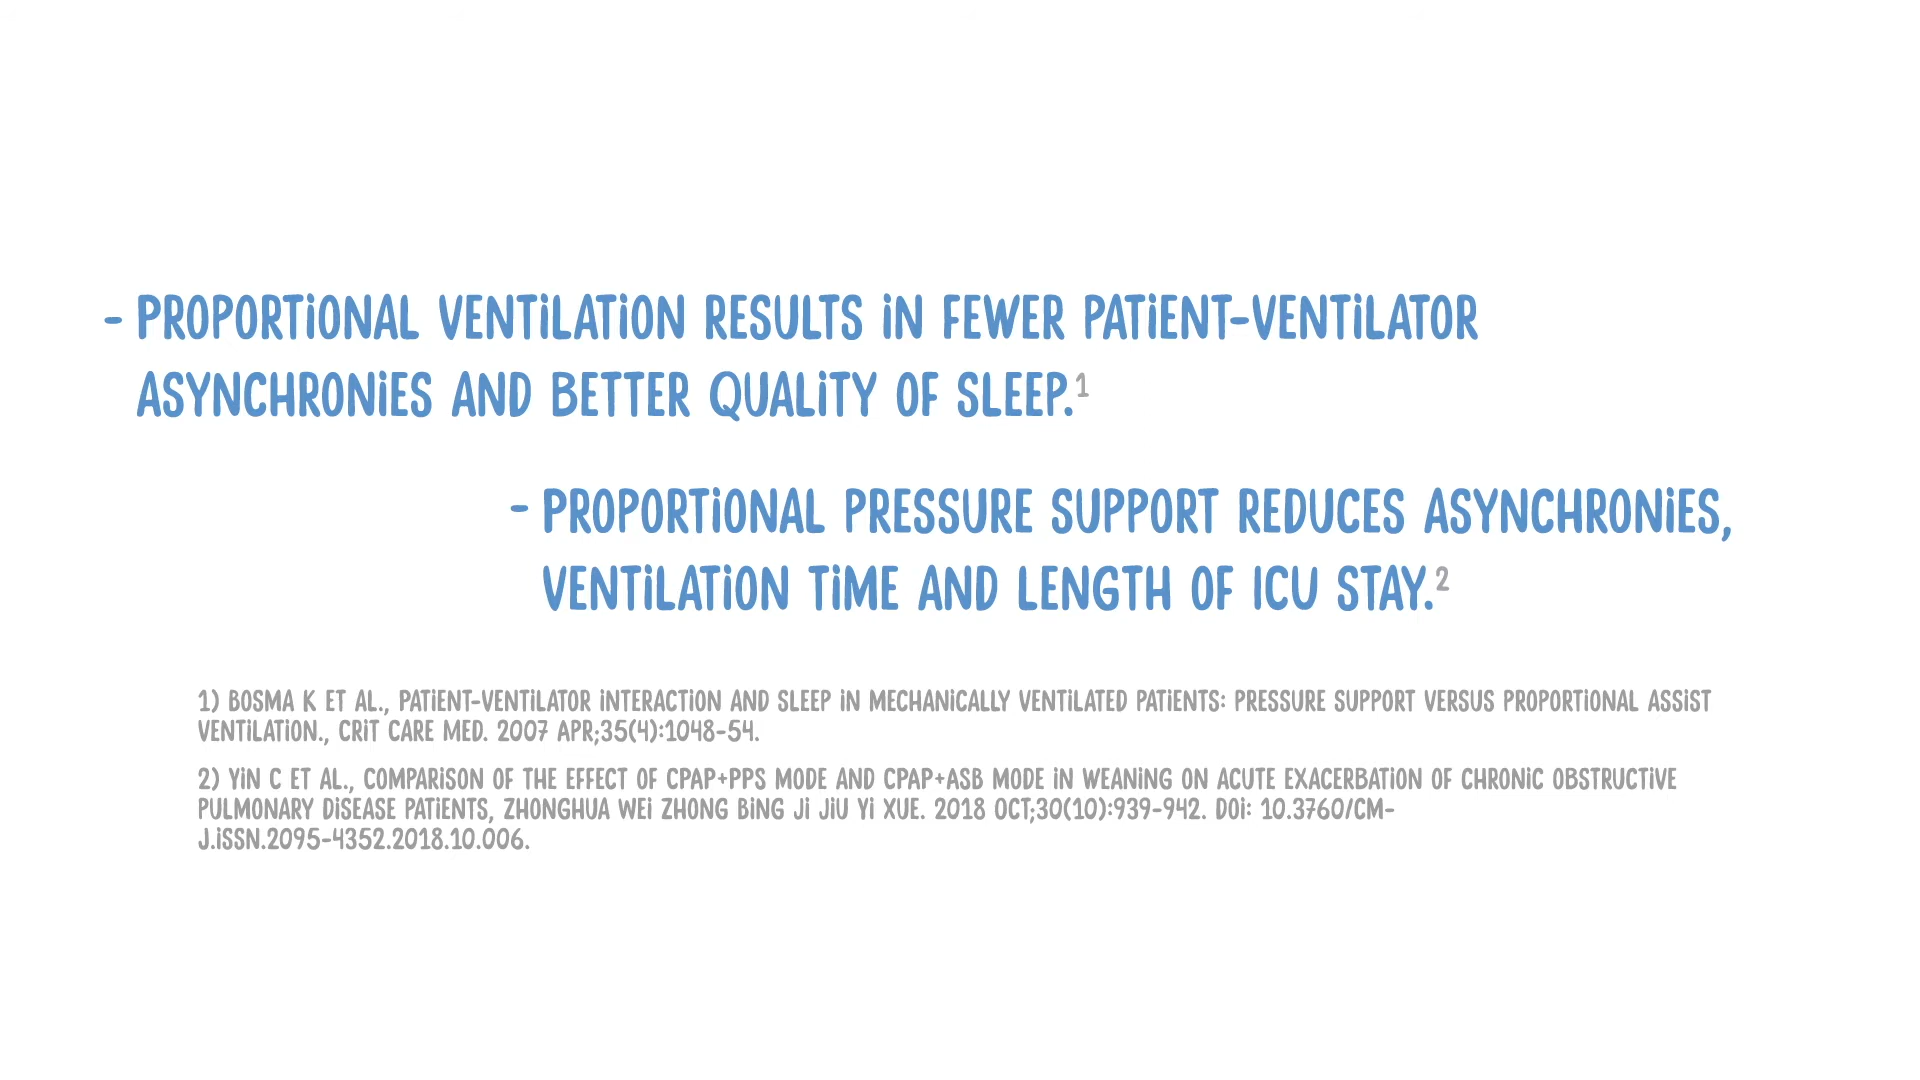 - PROPORTiONAL VENTiLATiON RESULTS iN FEWER PATiENT-VENTiLATOR
ASYNCHRONiES AND BETTER QUALiTY OF SLEEP.1
- PROPORTiONAL PRESSURE SUPPORT REDUCES ASYNCHRONiES,
VENTiLATiON TiME AND LENGTH OF ICU STAY.2
1) BOSMA K ET AL., PATiENT-VENTiLATOR iNTERACTiON AND SLEEP iN MECHANiCALLY VENTiLATED PATiENTS: PRESSURE SUPPORT VERSUS PROPORTiONAL ASSiST
VENTiLATiON., CRiT CARE MED. 2007 APR;35(4):1048-54.
2) YiN C ET AL., COMPARiSON OF THE EFFECT OF CPAP+PPS MODE AND CPAP+ASB MODE iN WEANiNG ON ACUTE EXACERBATiON OF CHRONiC OBSTRUCTiVE
PULMONARY DiSEASE PATiENTS, ZHONGHUA WEi ZHONG BiNG Ji JiU Yi XUE. 2018 OCT;30(10):939-942. DOi: 10.3760/CM-
J.iSSN.2095-4352.2018.10.006.